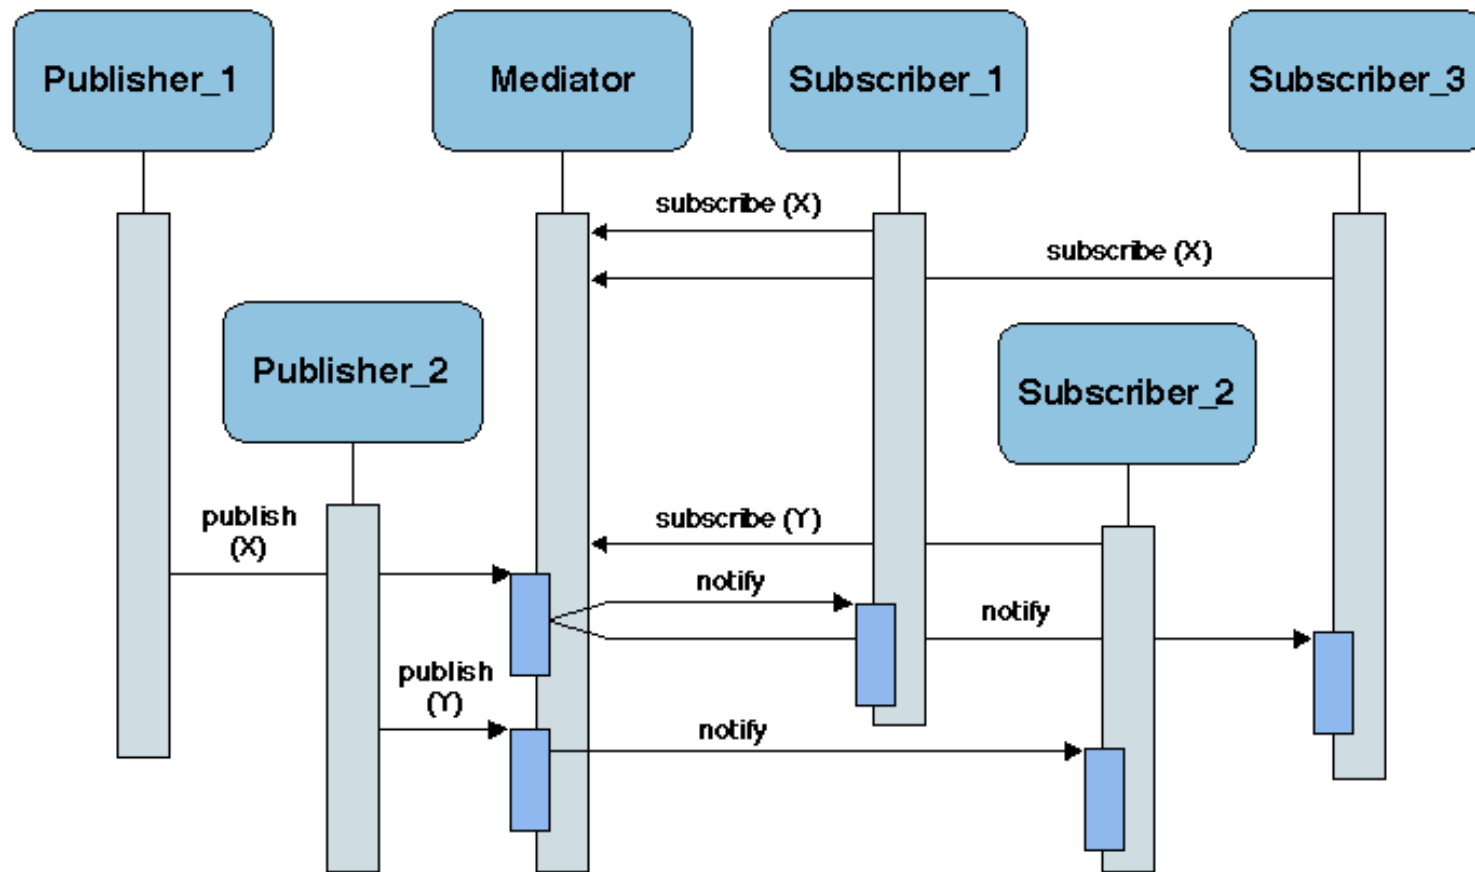 Publisher_1
Mediator
Subscriber_1
Subscriber_3
subscribe (X)
subscribe (X)
Publisher_2
Subscriber_2
publish
(X)
subscribe (Y)
notify
notify
publish
(Y)
notify